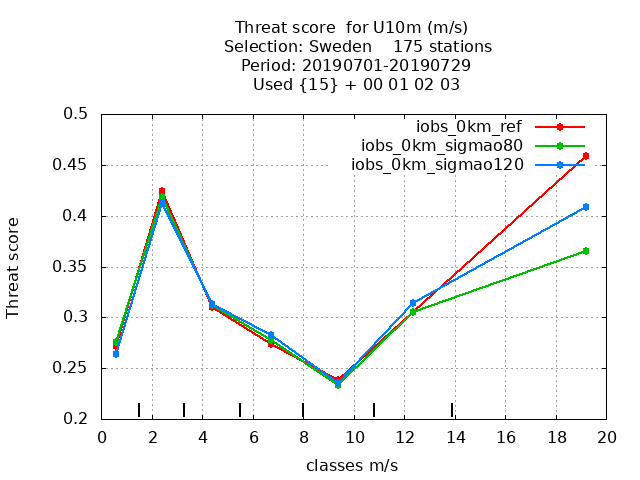 Threat score  for U10m (m/s)
Selection: Sweden    175 stations
Period: 20190701-20190729
Used {15} + 00 01 02 03
iobs_0km_ref
iobs_0km_sigmao80
iobs_0km_sigmao120
Threat score
0.5
0.45
0.4
0.35
0.3
0.25
0.2
0 2 4 6 8 10 12 14 16 18 20
classes m/s